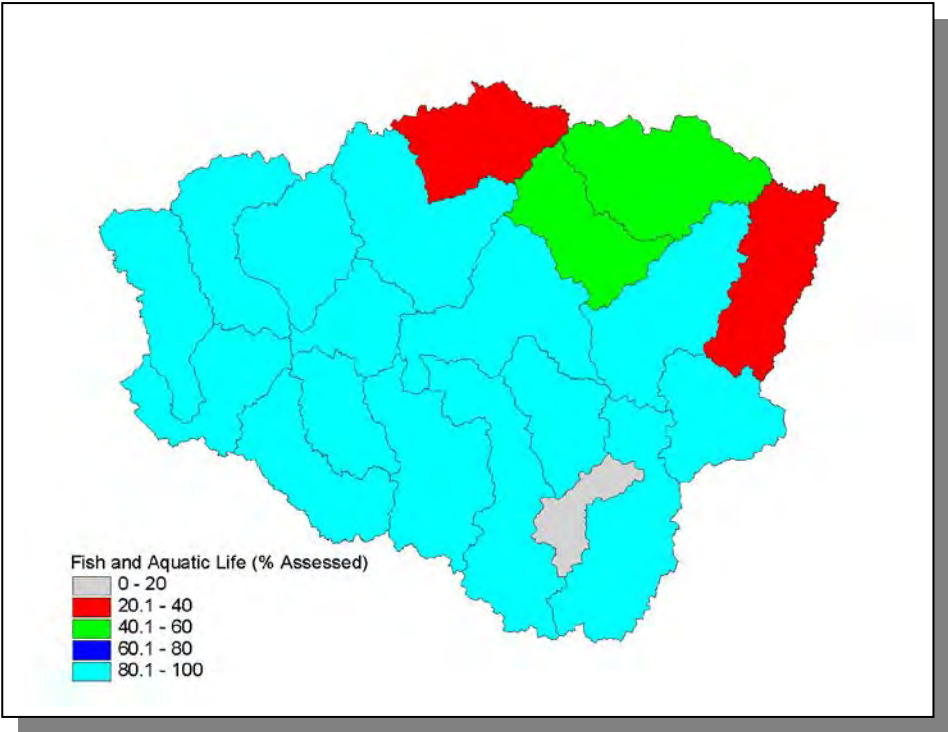 Fish and Aquatic Life (% Assessed)
0 - 20
20.1 - 40
40.1 - 60
60.1 - 80
80.1 - 100